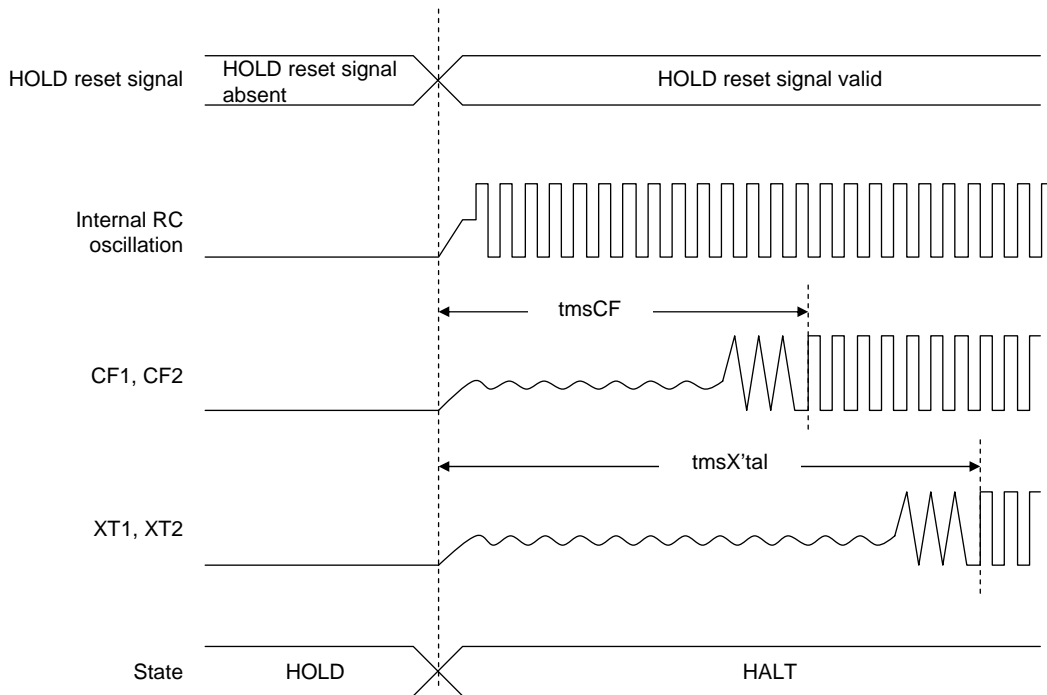 HOLD reset signal
HOLD reset signal
absent
HOLD reset signal valid
Internal RC
oscillation
tmsCF
CF1, CF2
tmsX’tal
XT1, XT2
State
HOLD
HALT